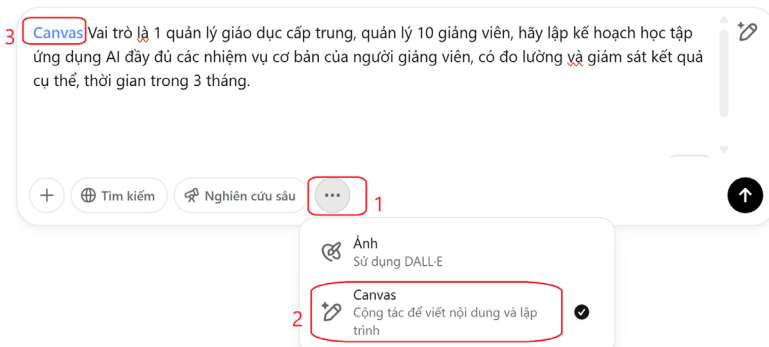 3 Canvas Vai trò là 1 quản lý giáo dục cấp trung, quản lý 10 giảng viên, hãy lập kế hoạch học tập
ứng dụng AI đầy đủ các nhiệm vụ cơ bản của người giảng viên, có đo lường và giám sát kết quả
cụ thể, thời gian trong 3 tháng.
Tìm kiếm Nghiên cứu sâu ... 1
Ảnh
Sử dụng DALL·E
Canvas
2 Cộng tác để viết nội dung và lập
trình